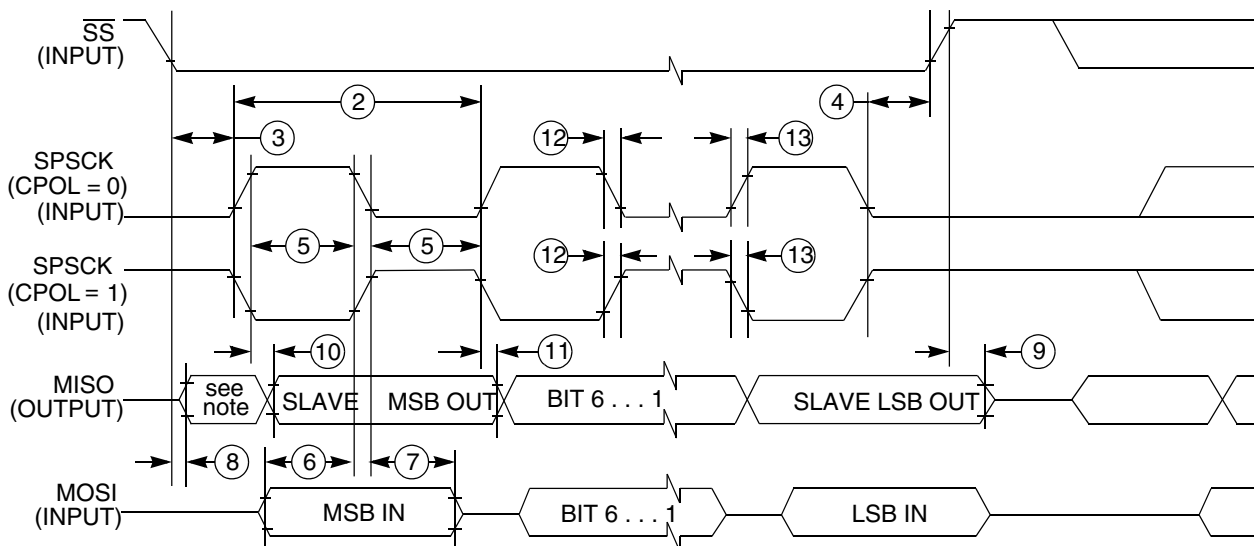 SS
(INPUT)
2
4
3
12
13
SPSCK
(CPOL = 0)
(INPUT)
5
5
12
13
SPSCK
(CPOL = 1)
(INPUT)
10
11
9
MISO
(OUTPUT)
see
note
SLAVE
MSB OUT
BIT 6 . . . 1
SLAVE LSB OUT
8
6
7
MOSI
(INPUT)
MSB IN
BIT 6 . . . 1
LSB IN